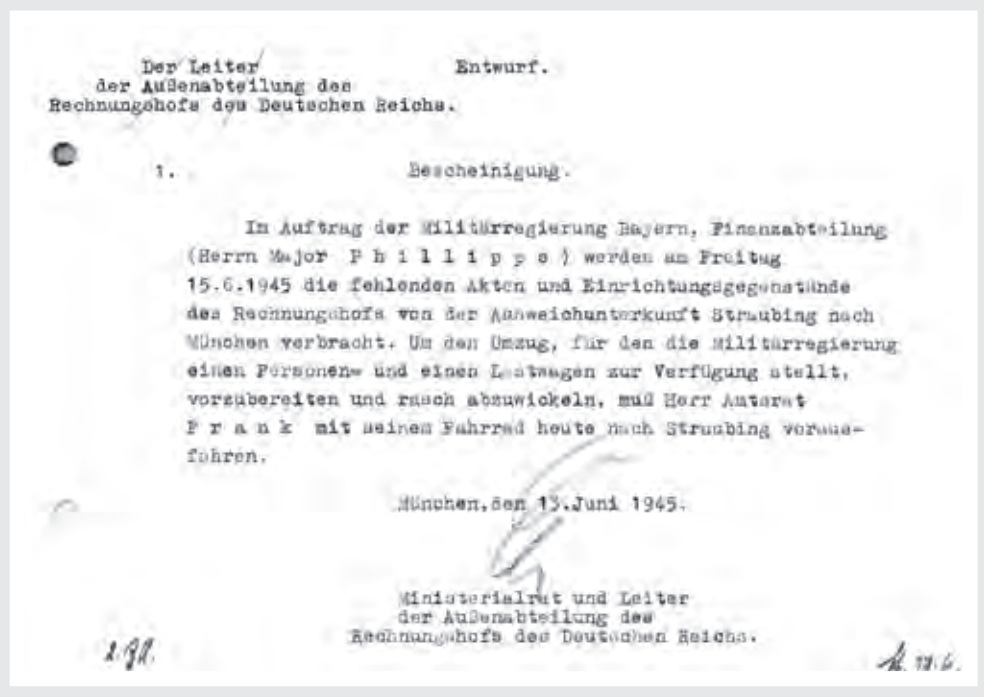 Der Leiter
der Außenabteilung des
Rechnungshofs des Deutschen Reichs.
Entwurf.
1.
Bescheinigung.
Im Auftrag der Militärregierung Bayern, Finanzabteilung
(Herrn Major P h i l l i p p e ) werden am Freitag
15.6.1945 die fehlenden Akten und Einrichtungsgegenstände
des Rechnungshofs von der Ausweichunterkunft Straubing nach
München verbracht. Um den Umzug, für den die Militärregierung
einen Personen- und einen Lastwagen zur Verfügung stellt,
vorzubereiten und rasch abzuwickeln, muß Herr Amtsrat
F r a n k mit seinem Fahrrad heute nach Straubing voraus-
fahren.
München, den 13.Juni 1945.
Ministerialrat und Leiter
der Außenabteilung des
Rechnungshofs des Deutschen Reichs.